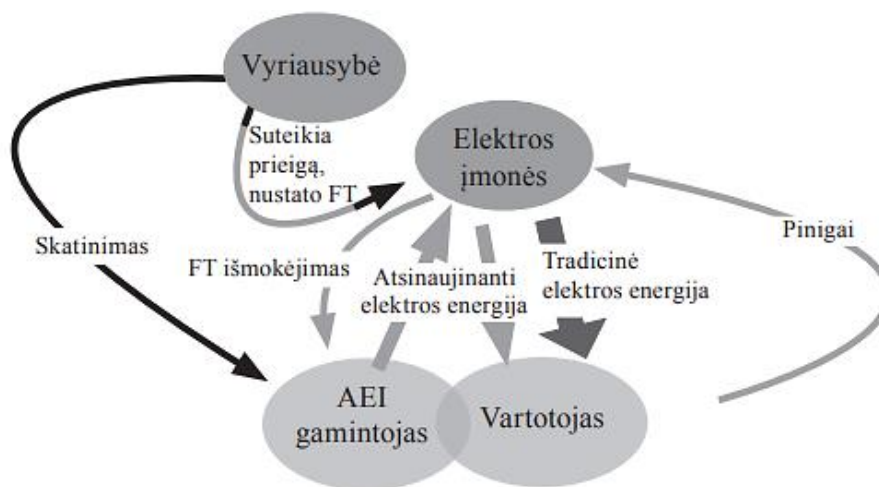 Vyriausybė
Suteikia
prieigą,
nustato FT
Elektros
įmonės
Skatinimas
FT išmokėjimas
Atsinaujinanti
elektros energija
Tradicinė
elektros energija
Pinigai
AEI
gamintojas
Vartotojas